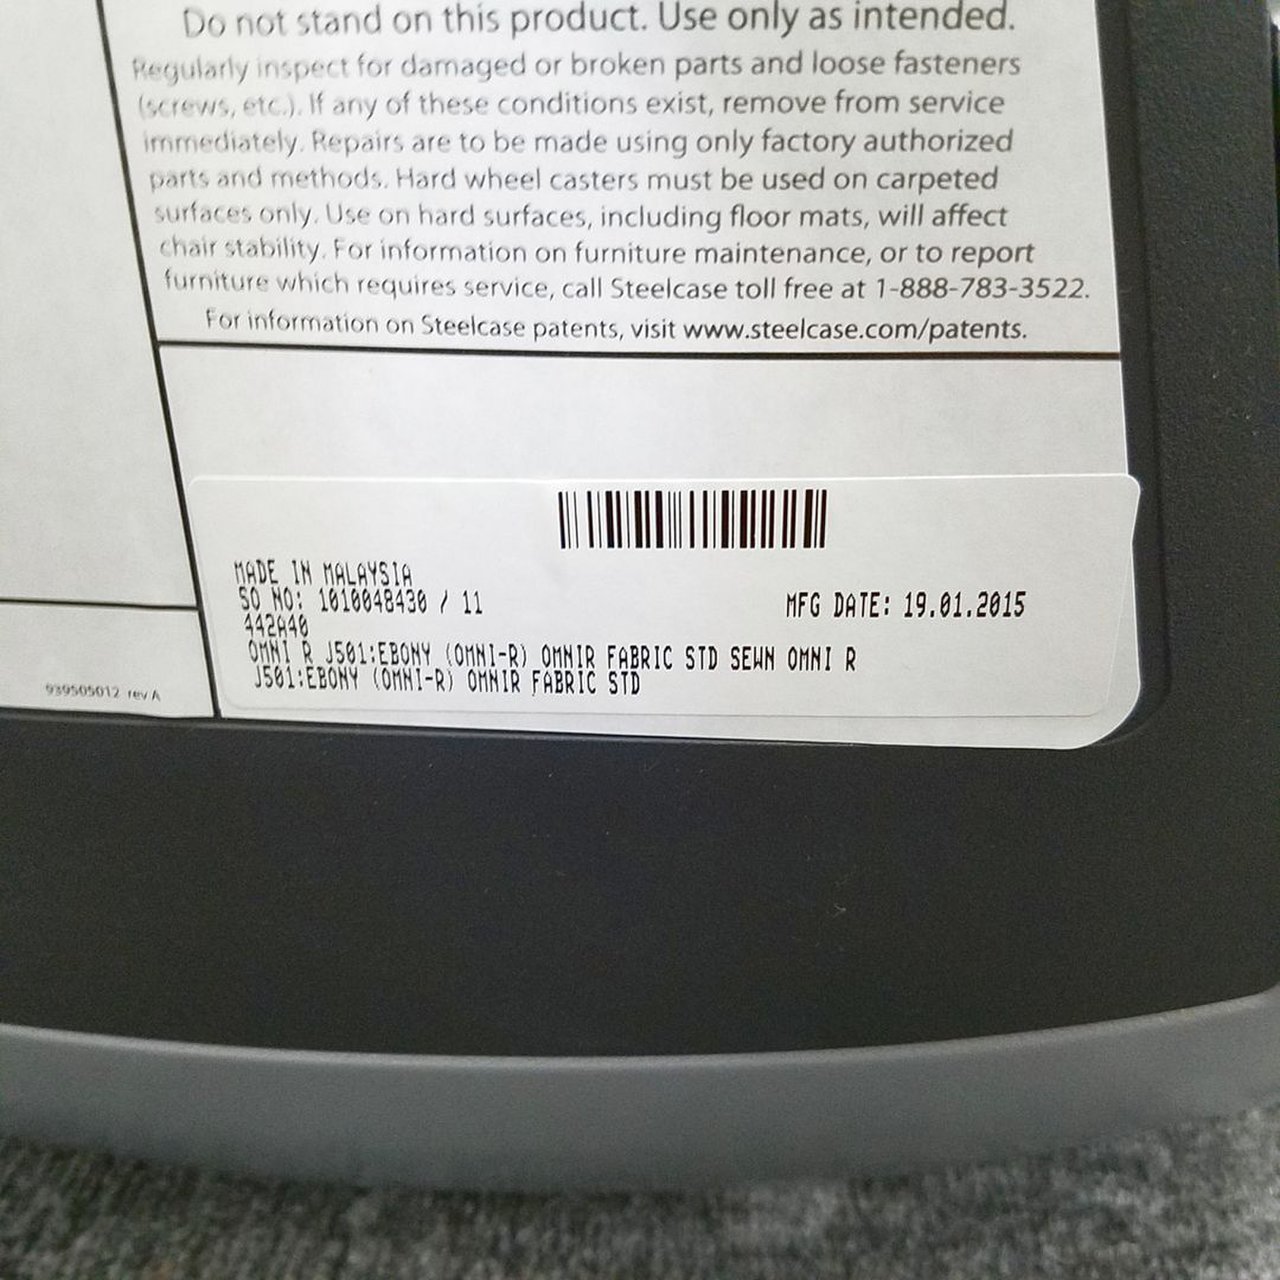 Do not stand on this product. Use only as intended.
Regularly inspect for damaged or broken parts and loose fasteners
(screws, etc.). If any of these conditions exist, remove from service
immediately. Repairs are to be made using only factory authorized
parts and methods. Hard wheel casters must be used on carpeted
surfaces only. Use on hard surfaces, including floor mats, will affect
chair stability. For information on furniture maintenance, or to report
furniture which requires service, call Steelcase toll free at 1-888-783-3522.
For information on Steelcase patents, visit www.steelcase.com/patents.
MADE IN MALAYSIA
SO NO: 1010048430 / 11
MFG DATE: 19.01.2015
442A40
OMNI R J501:EBONY (OMNI-R) OMNIR FABRIC STD SEWN OMNI R
J501:EBONY (OMNI-R) OMNIR FABRIC STD
939505012 rev A